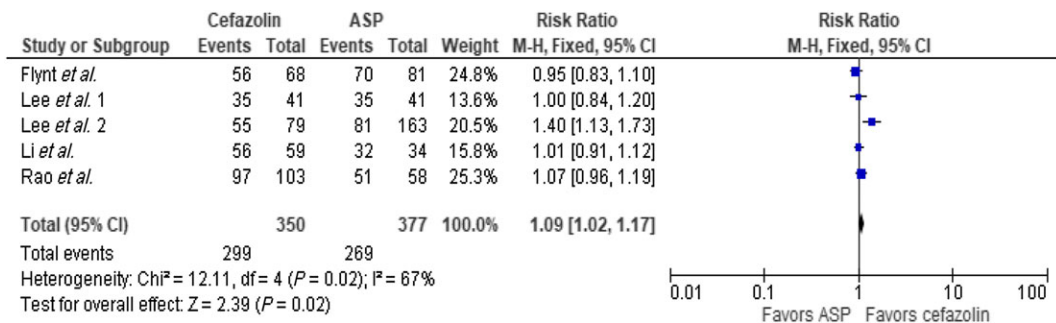 Cefazolin ASP Risk Ratio Risk Ratio
Study or Subgroup Events Total Events Total Weight M-H, Fixed, 95% CI M-H, Fixed, 95% CI
Flynt et al. 56 68 70 81 24.8% 0.95 [0.83, 1.10]
Lee et al. 1 35 41 35 41 13.6% 1.00 [0.84, 1.20]
Lee et al. 2 55 79 81 163 20.5% 1.40 [1.13, 1.73]
Li et al. 56 59 32 34 15.8% 1.01 [0.91, 1.12]
Rao et al. 97 103 51 58 25.3% 1.07 [0.96, 1.19]
Total (95% CI) 350 377 100.0% 1.09 [1.02, 1.17]
Total events 299 269
Heterogeneity: Chi² = 12.11, df = 4 (P = 0.02); I² = 67%
Test for overall effect: Z = 2.39 (P = 0.02)
0.01 0.1 1 10 100
Favors ASP Favors cefazolin